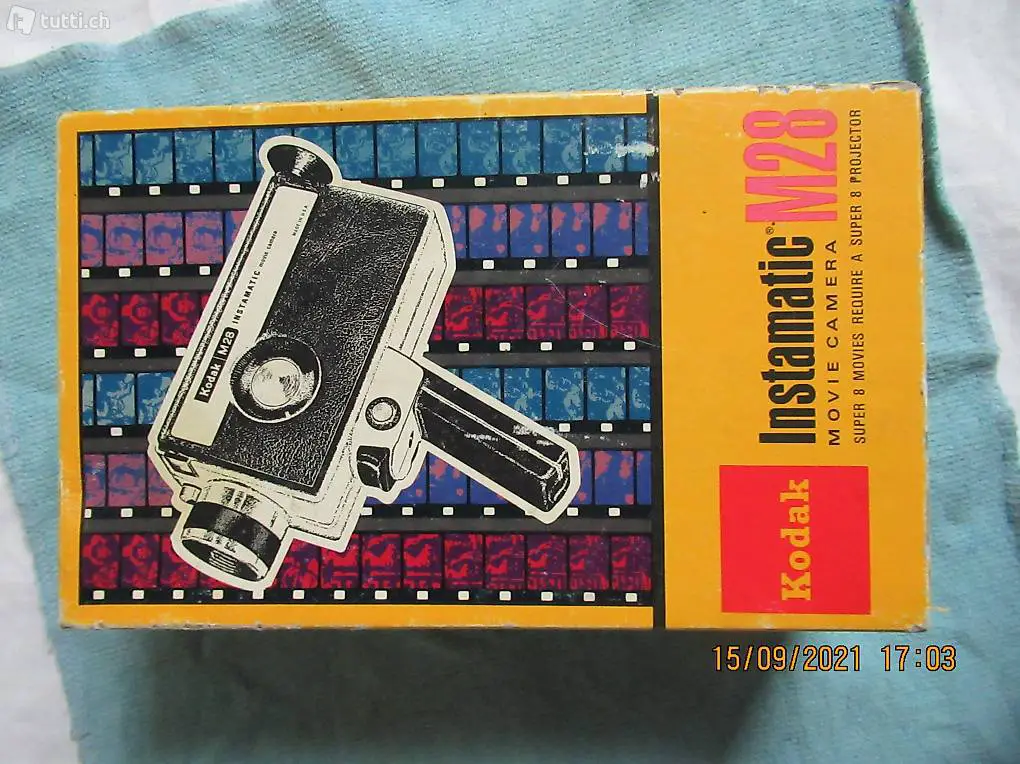 tutti.ch
Kodak M28 INSTAMATIC movie camera
MADE IN U.S.A.
Kodak
Instamatic® M28
MOVIE CAMERA
SUPER 8 MOVIES REQUIRE A SUPER 8 PROJECTOR
15/09/2021 17:03